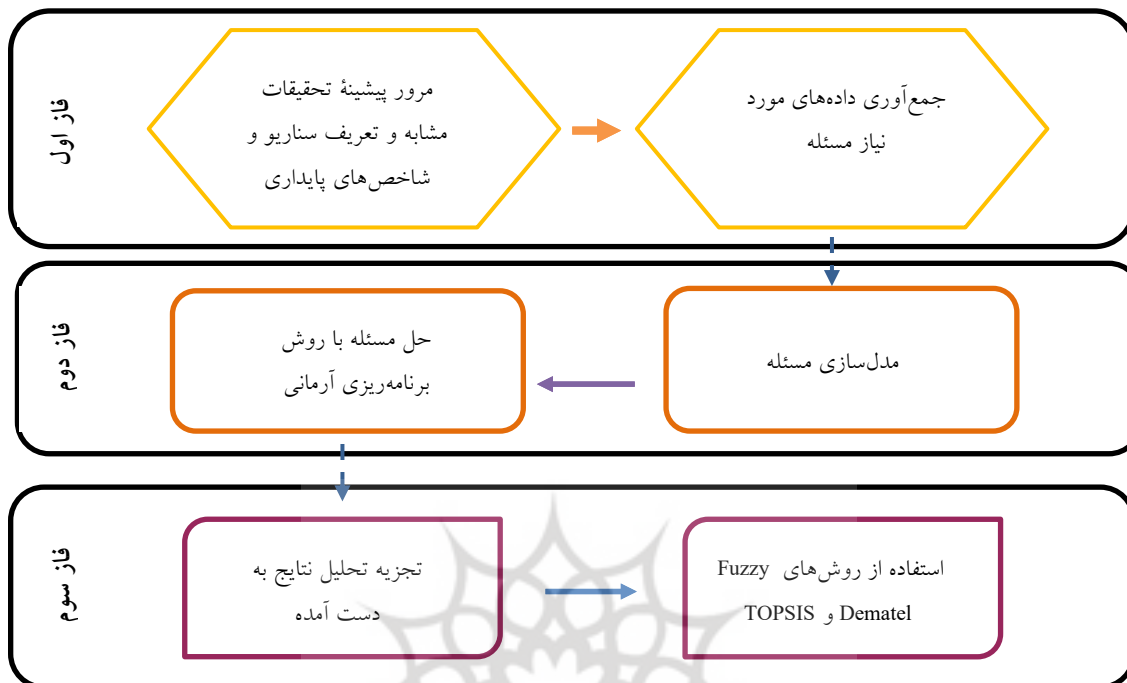 فاز اول
مرور پیشینهٔ تحقیقات
مشابه و تعریف سناریو و
شاخص‌های پایداری
جمع‌آوری داده‌های مورد
نیاز مسئله
فاز دوم
مدل‌سازی مسئله
حل مسئله با روش
برنامه‌ریزی آرمانی
فاز سوم
تجزیه تحلیل نتایج به
دست آمده
استفاده از روش‌های Fuzzy
Dematel و TOPSIS